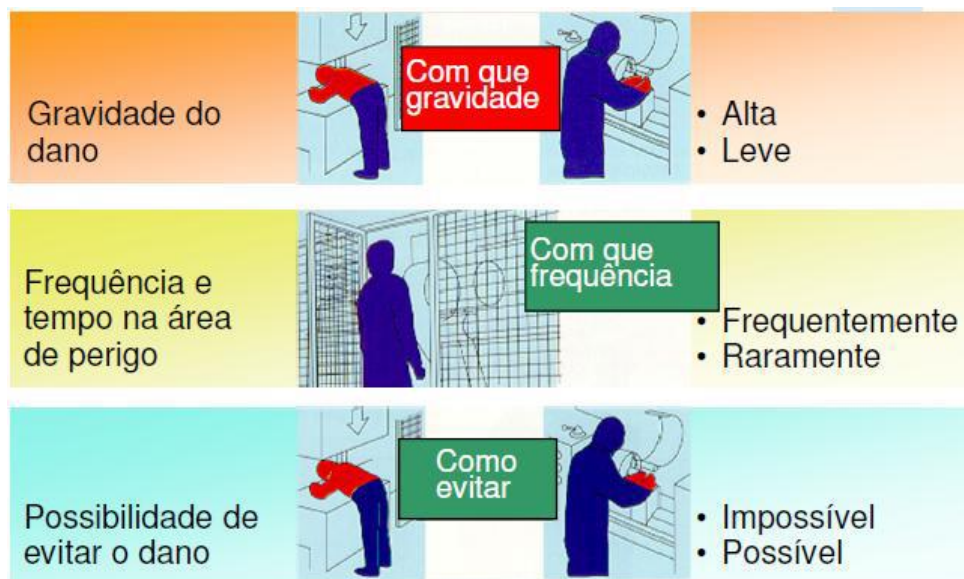 Gravidade do
dano
Com que
gravidade
• Alta
• Leve
Frequência e
tempo na área
de perigo
Com que
frequência
• Frequentemente
• Raramente
Possibilidade de
evitar o dano
Como
evitar
• Impossível
• Possível